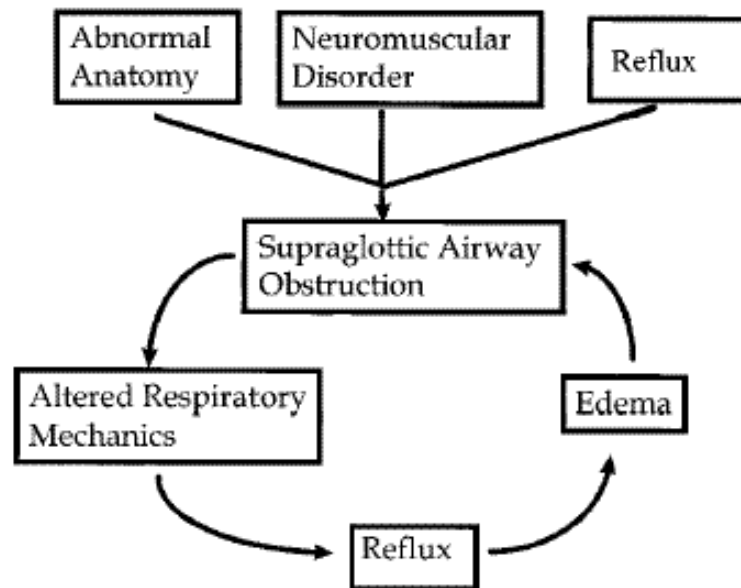 Abnormal
Anatomy
Neuromuscular
Disorder
Reflux
Supraglottic Airway
Obstruction
Altered Respiratory
Mechanics
Edema
Reflux